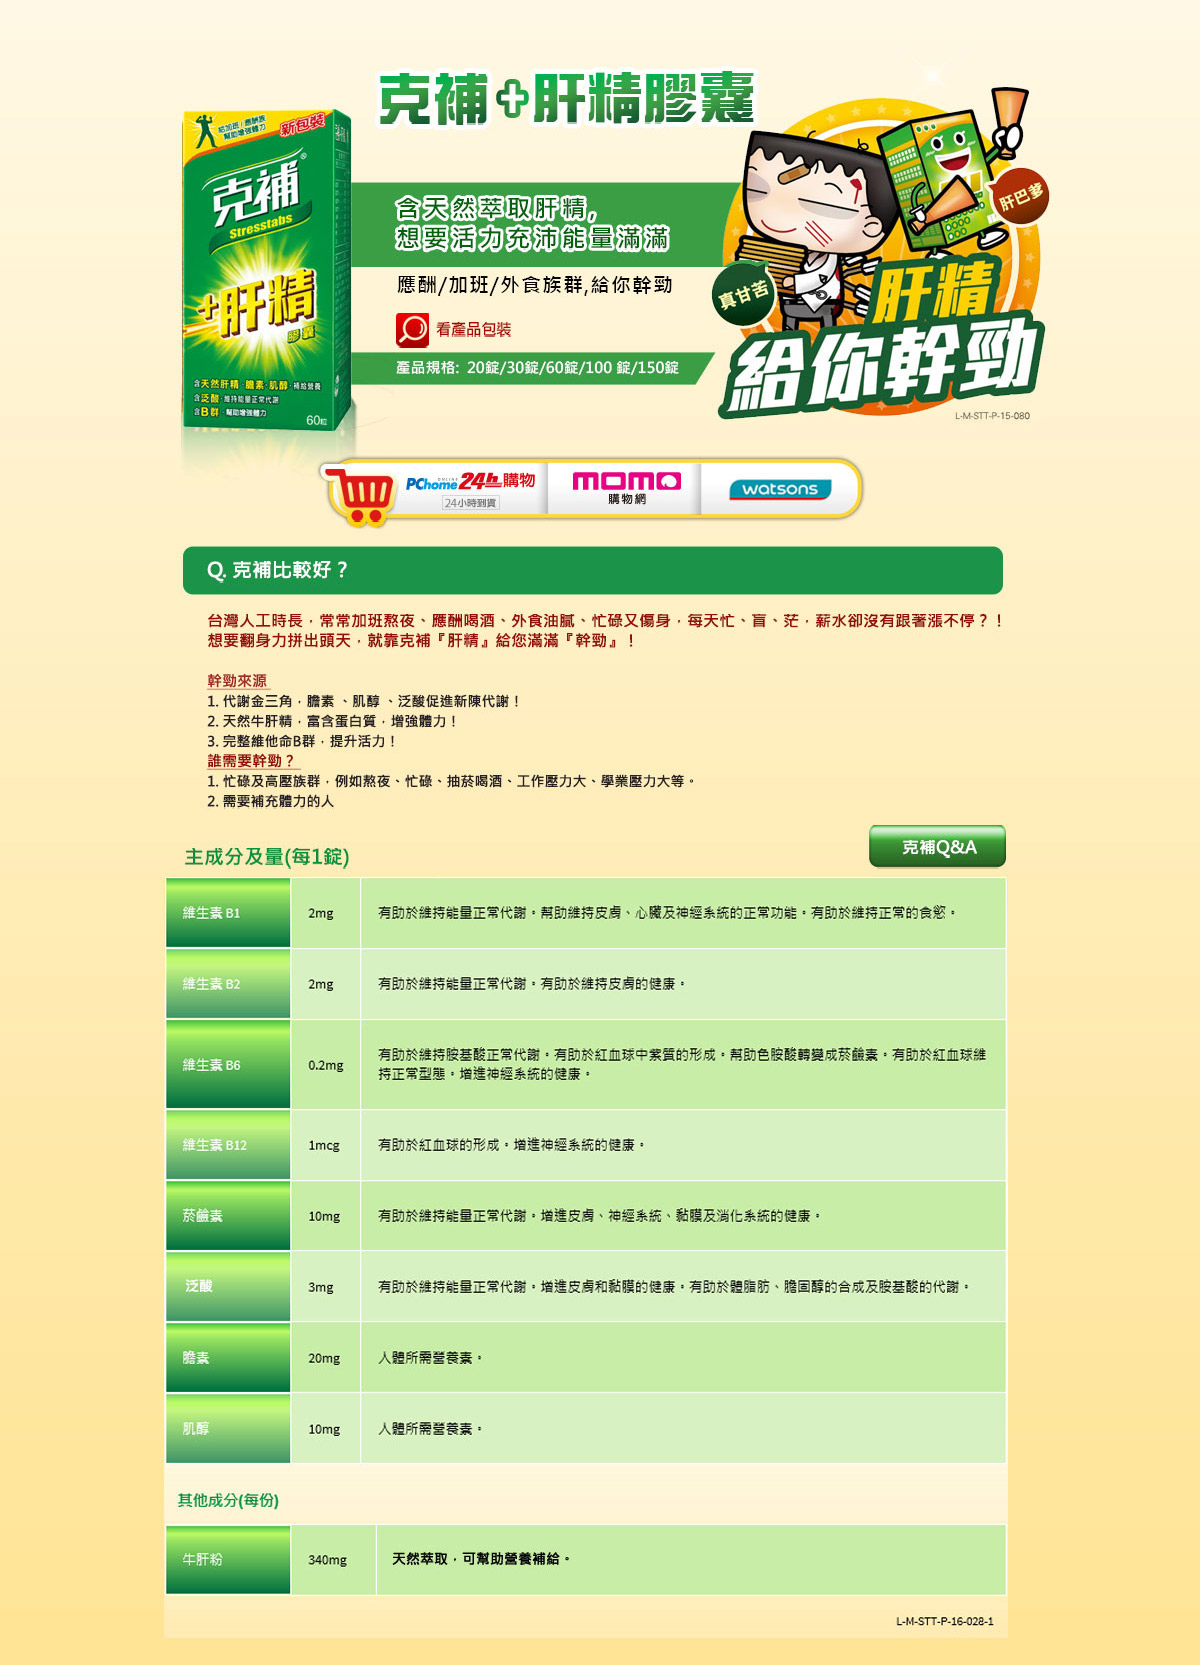 克補+肝精膠囊
給加班/應酬族
幫助增強體力
新包裝
克補®
Stresstabs
+肝精
膠囊
含天然肝精·膽素·肌醇·補給營養
含泛酸·維持能量正常代謝
含B群·幫助增強體力
60粒
含天然萃取肝精,
想要活力充沛能量滿滿
應酬/加班/外食族群,給你幹勁
看產品包裝
產品規格: 20錠/30錠/60錠/100 錠/150錠
肝巴爹
真甘苦
肝精
給你幹勁
L-M-STT-P-15-080
PChome ONLINE 24h 購物
24小時到貨
momo
購物網
watsons
Q. 克補比較好？
台灣人工時長，常常加班熬夜、應酬喝酒、外食油膩、忙碌又傷身，每天忙、盲、茫，薪水卻沒有跟著漲不停？！
想要翻身力拼出頭天，就靠克補『肝精』給您滿滿『幹勁』！
幹勁來源
1. 代謝金三角，膽素 、肌醇 、泛酸促進新陳代謝！
2. 天然牛肝精，富含蛋白質，增強體力！
3. 完整維他命B群，提升活力！
誰需要幹勁？
1. 忙碌及高壓族群，例如熬夜、忙碌、抽菸喝酒、工作壓力大、學業壓力大等。
2. 需要補充體力的人
主成分及量(每1錠)
克補Q&A
維生素 B1 2mg 有助於維持能量正常代謝。幫助維持皮膚、心臟及神經系統的正常功能。有助於維持正常的食慾。
維生素 B2 2mg 有助於維持能量正常代謝。有助於維持皮膚的健康。
維生素 B6 0.2mg 有助於維持胺基酸正常代謝。有助於紅血球中紫質的形成。幫助色胺酸轉變成菸鹼素。有助於紅血球維
持正常型態。增進神經系統的健康。
維生素 B12 1mcg 有助於紅血球的形成。增進神經系統的健康。
菸鹼素 10mg 有助於維持能量正常代謝。增進皮膚、神經系統、黏膜及消化系統的健康。
泛酸 3mg 有助於維持能量正常代謝。增進皮膚和黏膜的健康。有助於體脂肪、膽固醇的合成及胺基酸的代謝。
膽素 20mg 人體所需營養素。
肌醇 10mg 人體所需營養素。
其他成分(每份)
牛肝粉 340mg 天然萃取，可幫助營養補給。
L-M-STT-P-16-028-1